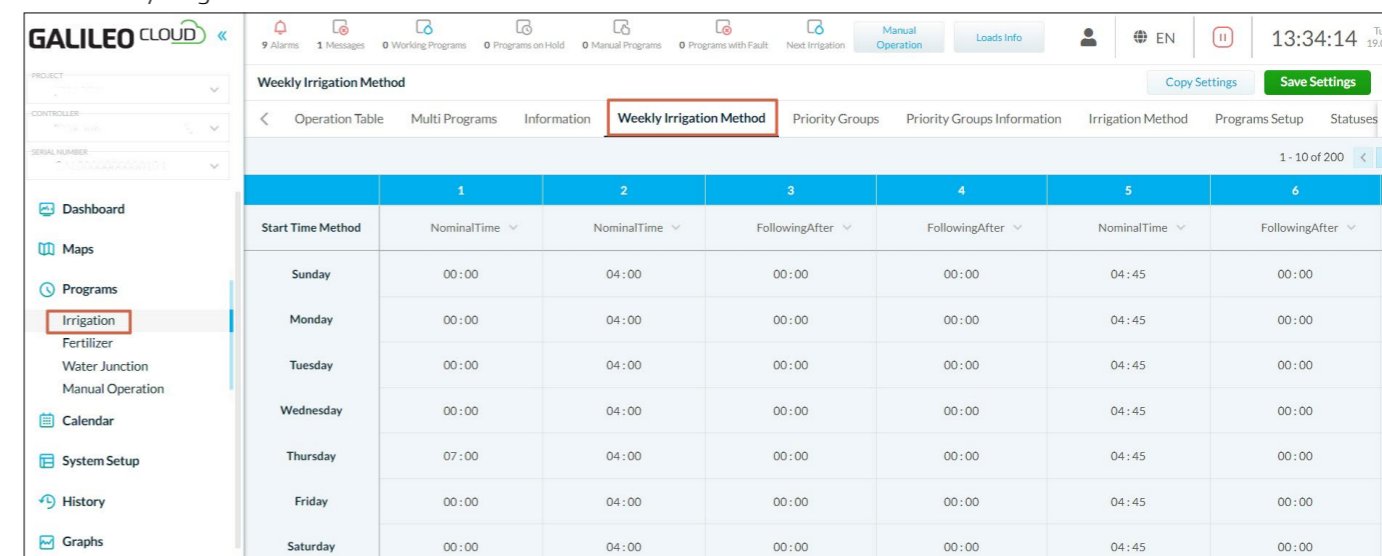 GALILEO CLOUD «
9 Alarms 1 Messages 0 Working Programs 0 Programs on Hold 0 Manual Programs 0 Programs with Fault Next Irrigation Manual Operation Loads Info EN 13:34:14
PROJECT
CONTROLLER
SERIAL NUMBER
Dashboard
Maps
Programs
Irrigation
Fertilizer
Water Junction
Manual Operation
Calendar
System Setup
History
Graphs
Weekly Irrigation Method Copy Settings Save Settings
< Operation Table Multi Programs Information Weekly Irrigation Method Priority Groups Priority Groups Information Irrigation Method Programs Setup Statuses
1 - 10 of 200 <
1 2 3 4 5 6
Start Time Method NominalTime NominalTime FollowingAfter FollowingAfter NominalTime FollowingAfter
Sunday 00:00 04:00 00:00 00:00 04:45 00:00
Monday 00:00 04:00 00:00 00:00 04:45 00:00
Tuesday 00:00 04:00 00:00 00:00 04:45 00:00
Wednesday 00:00 04:00 00:00 00:00 04:45 00:00
Thursday 07:00 04:00 00:00 00:00 04:45 00:00
Friday 00:00 04:00 00:00 00:00 04:45 00:00
Saturday 00:00 04:00 00:00 00:00 04:45 00:00